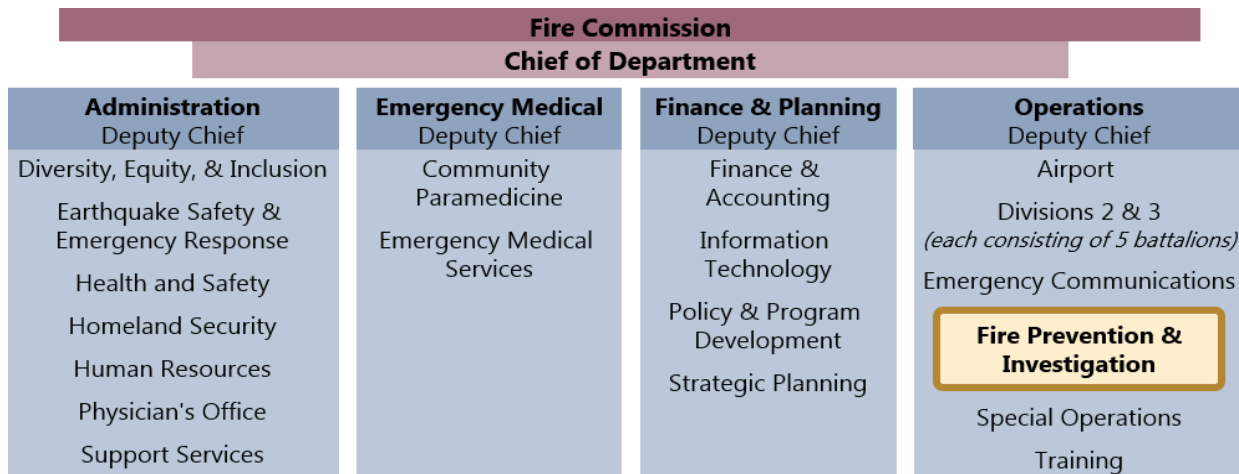 Fire Commission
Chief of Department
Administration
Deputy Chief
Diversity, Equity, & Inclusion
Earthquake Safety &
Emergency Response
Health and Safety
Homeland Security
Human Resources
Physician's Office
Support Services
Emergency Medical
Deputy Chief
Community
Paramedicine
Emergency Medical
Services
Finance & Planning
Deputy Chief
Finance &
Accounting
Information
Technology
Policy & Program
Development
Strategic Planning
Operations
Deputy Chief
Airport
Divisions 2 & 3
(each consisting of 5 battalions)
Emergency Communications
Fire Prevention &
Investigation
Special Operations
Training